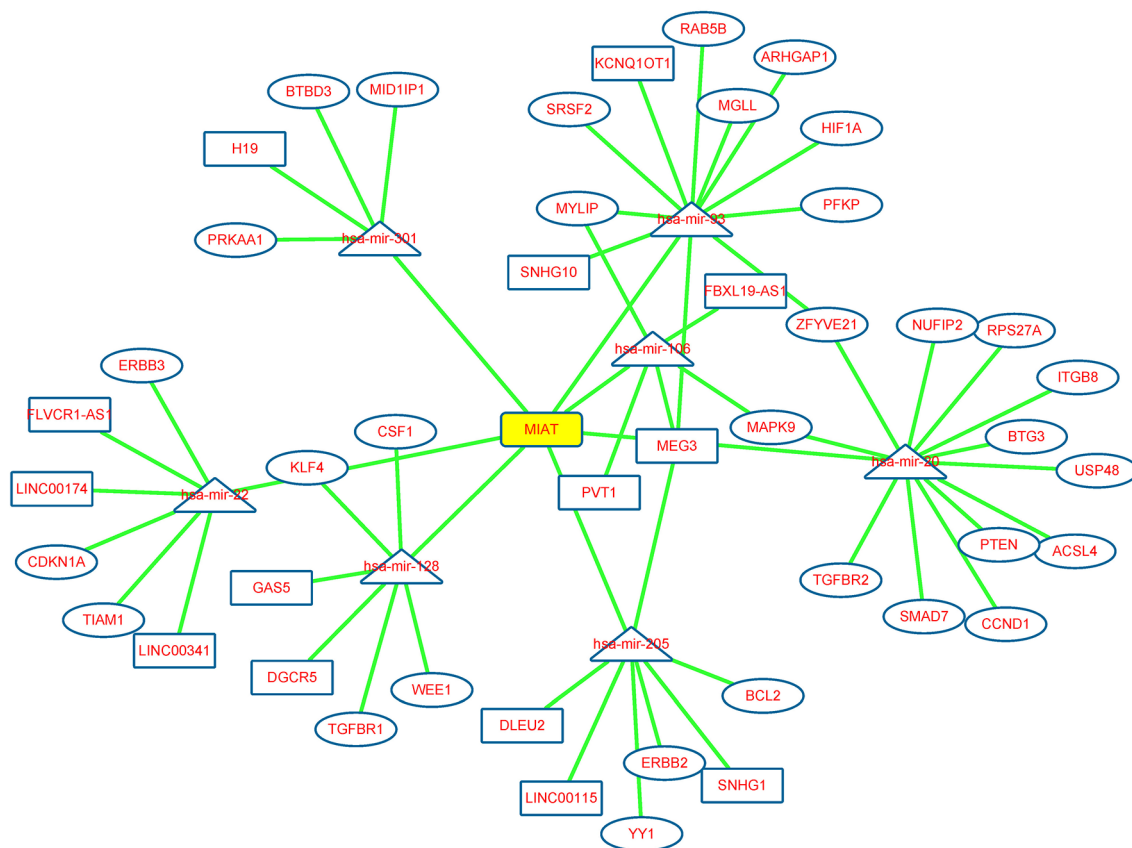 RAB5B
ARHGAP1
KCNQ1OT1
BTBD3
MID1IP1
MGLL
SRSF2
HIF1A
H19
MYLIP
PFKP
hsa-mir-93
PRKAA1
hsa-mir-301
SNHG10
FBXL19-AS1
ZFYVE21
NUFIP2
RPS27A
hsa-mir-106
ERBB3
ITGB8
FLVCR1-AS1
CSF1
MIAT
MAPK9
BTG3
MEG3
KLF4
hsa-mir-20
USP48
LINC00174
hsa-mir-22
PVT1
PTEN
ACSL4
CDKN1A
hsa-mir-128
TGFBR2
GAS5
TIAM1
SMAD7
CCND1
LINC00341
hsa-mir-205
DGCR5
WEE1
BCL2
DLEU2
TGFBR1
ERBB2
SNHG1
LINC00115
YY1